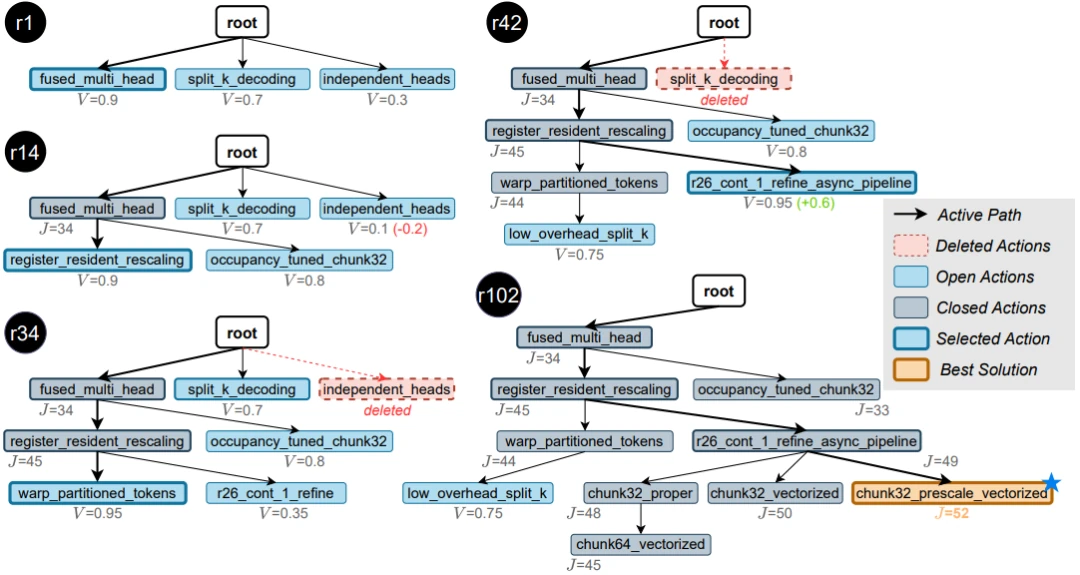 r1
root
fused_multi_head
split_k_decoding
independent_heads
V=0.9
V=0.7
V=0.3
r14
root
fused_multi_head
split_k_decoding
independent_heads
J=34
V=0.7
V=0.1 (-0.2)
register_resident_rescaling
occupancy_tuned_chunk32
V=0.9
V=0.8
r34
root
fused_multi_head
split_k_decoding
independent_heads
J=34
V=0.7
deleted
register_resident_rescaling
occupancy_tuned_chunk32
J=45
V=0.8
warp_partitioned_tokens
r26_cont_1_refine
V=0.95
V=0.35
r42
root
fused_multi_head
split_k_decoding
J=34
deleted
register_resident_rescaling
occupancy_tuned_chunk32
J=45
V=0.8
warp_partitioned_tokens
r26_cont_1_refine_async_pipeline
J=44
V=0.95 (+0.6)
low_overhead_split_k
V=0.75
Active Path
Deleted Actions
Open Actions
Closed Actions
Selected Action
Best Solution
r102
root
fused_multi_head
J=34
register_resident_rescaling
occupancy_tuned_chunk32
J=45
J=33
warp_partitioned_tokens
r26_cont_1_refine_async_pipeline
J=44
J=49
low_overhead_split_k
chunk32_proper
chunk32_vectorized
chunk32_prescale_vectorized
V=0.75
J=48
J=50
J=52
chunk64_vectorized
J=45